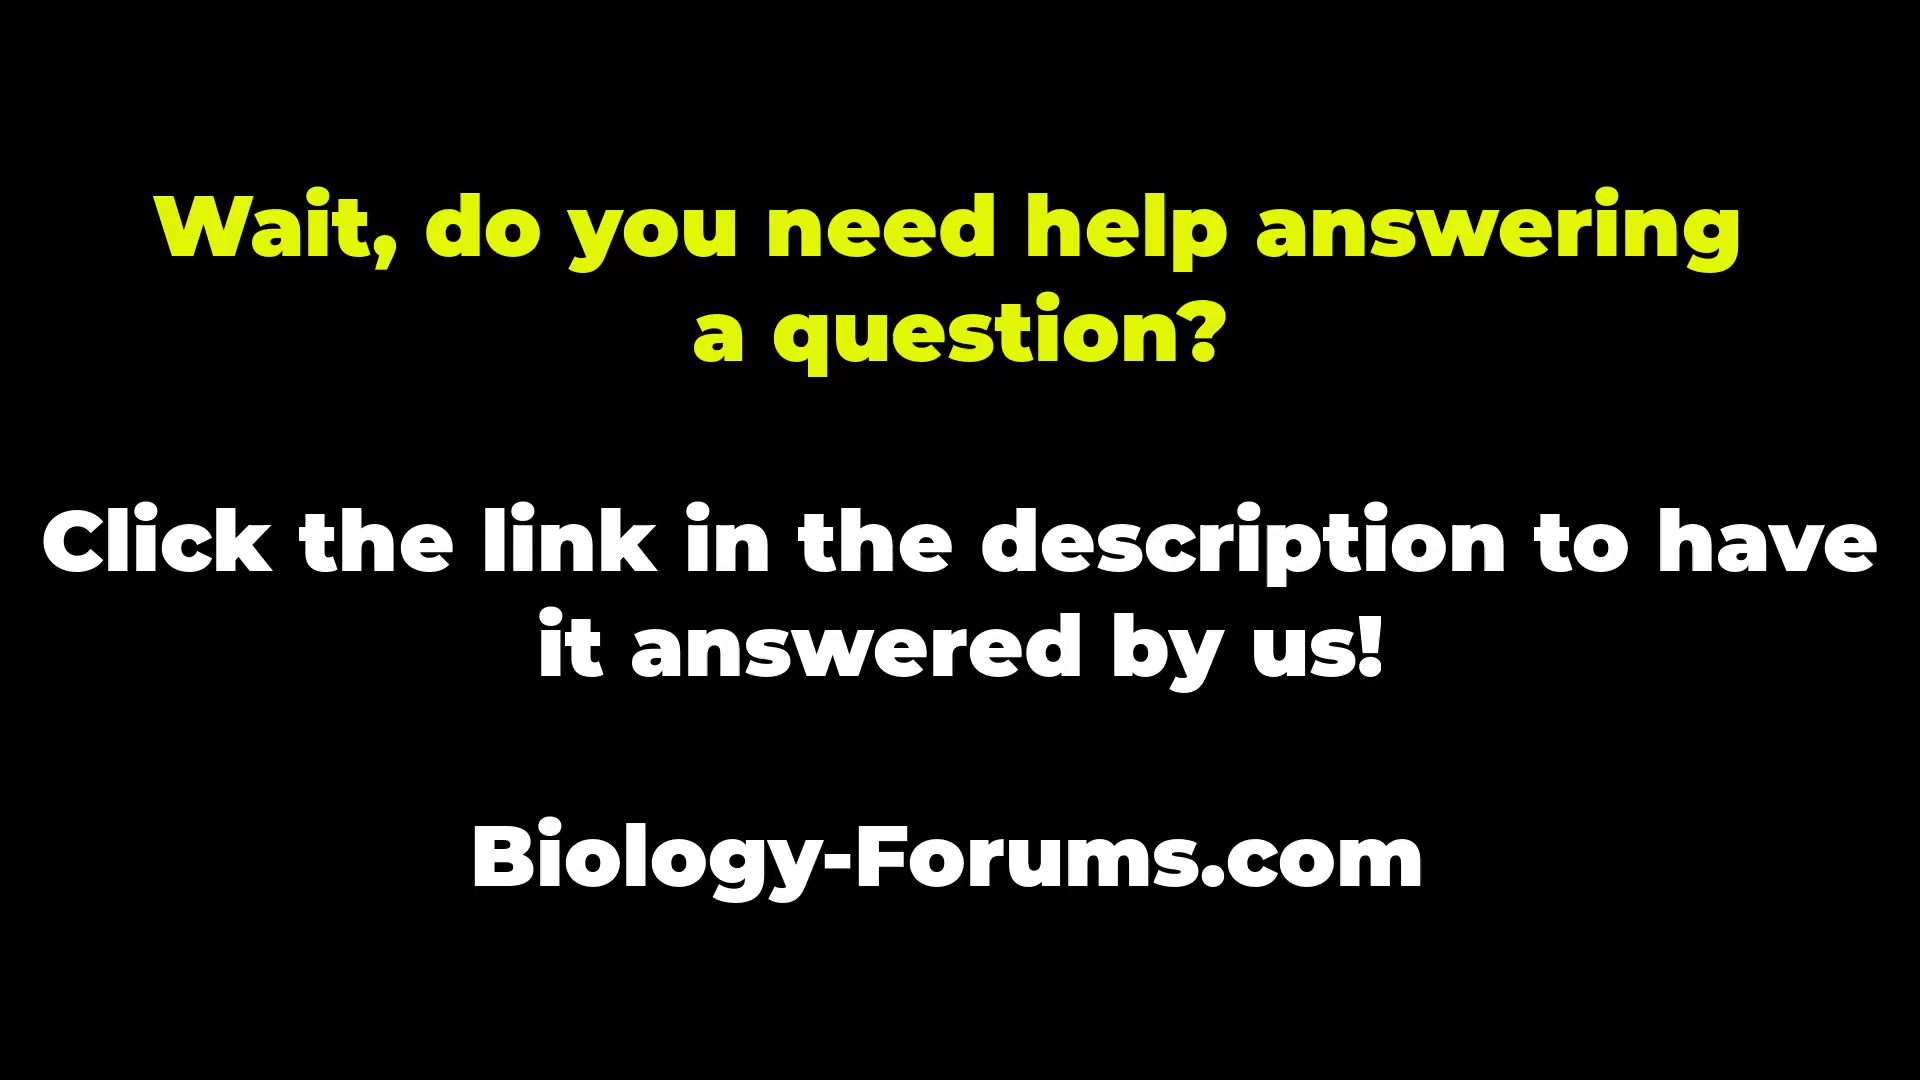 Wait, do you need help answering
a question?
Click the link in the description to have
it answered by us!
Biology-Forums.com